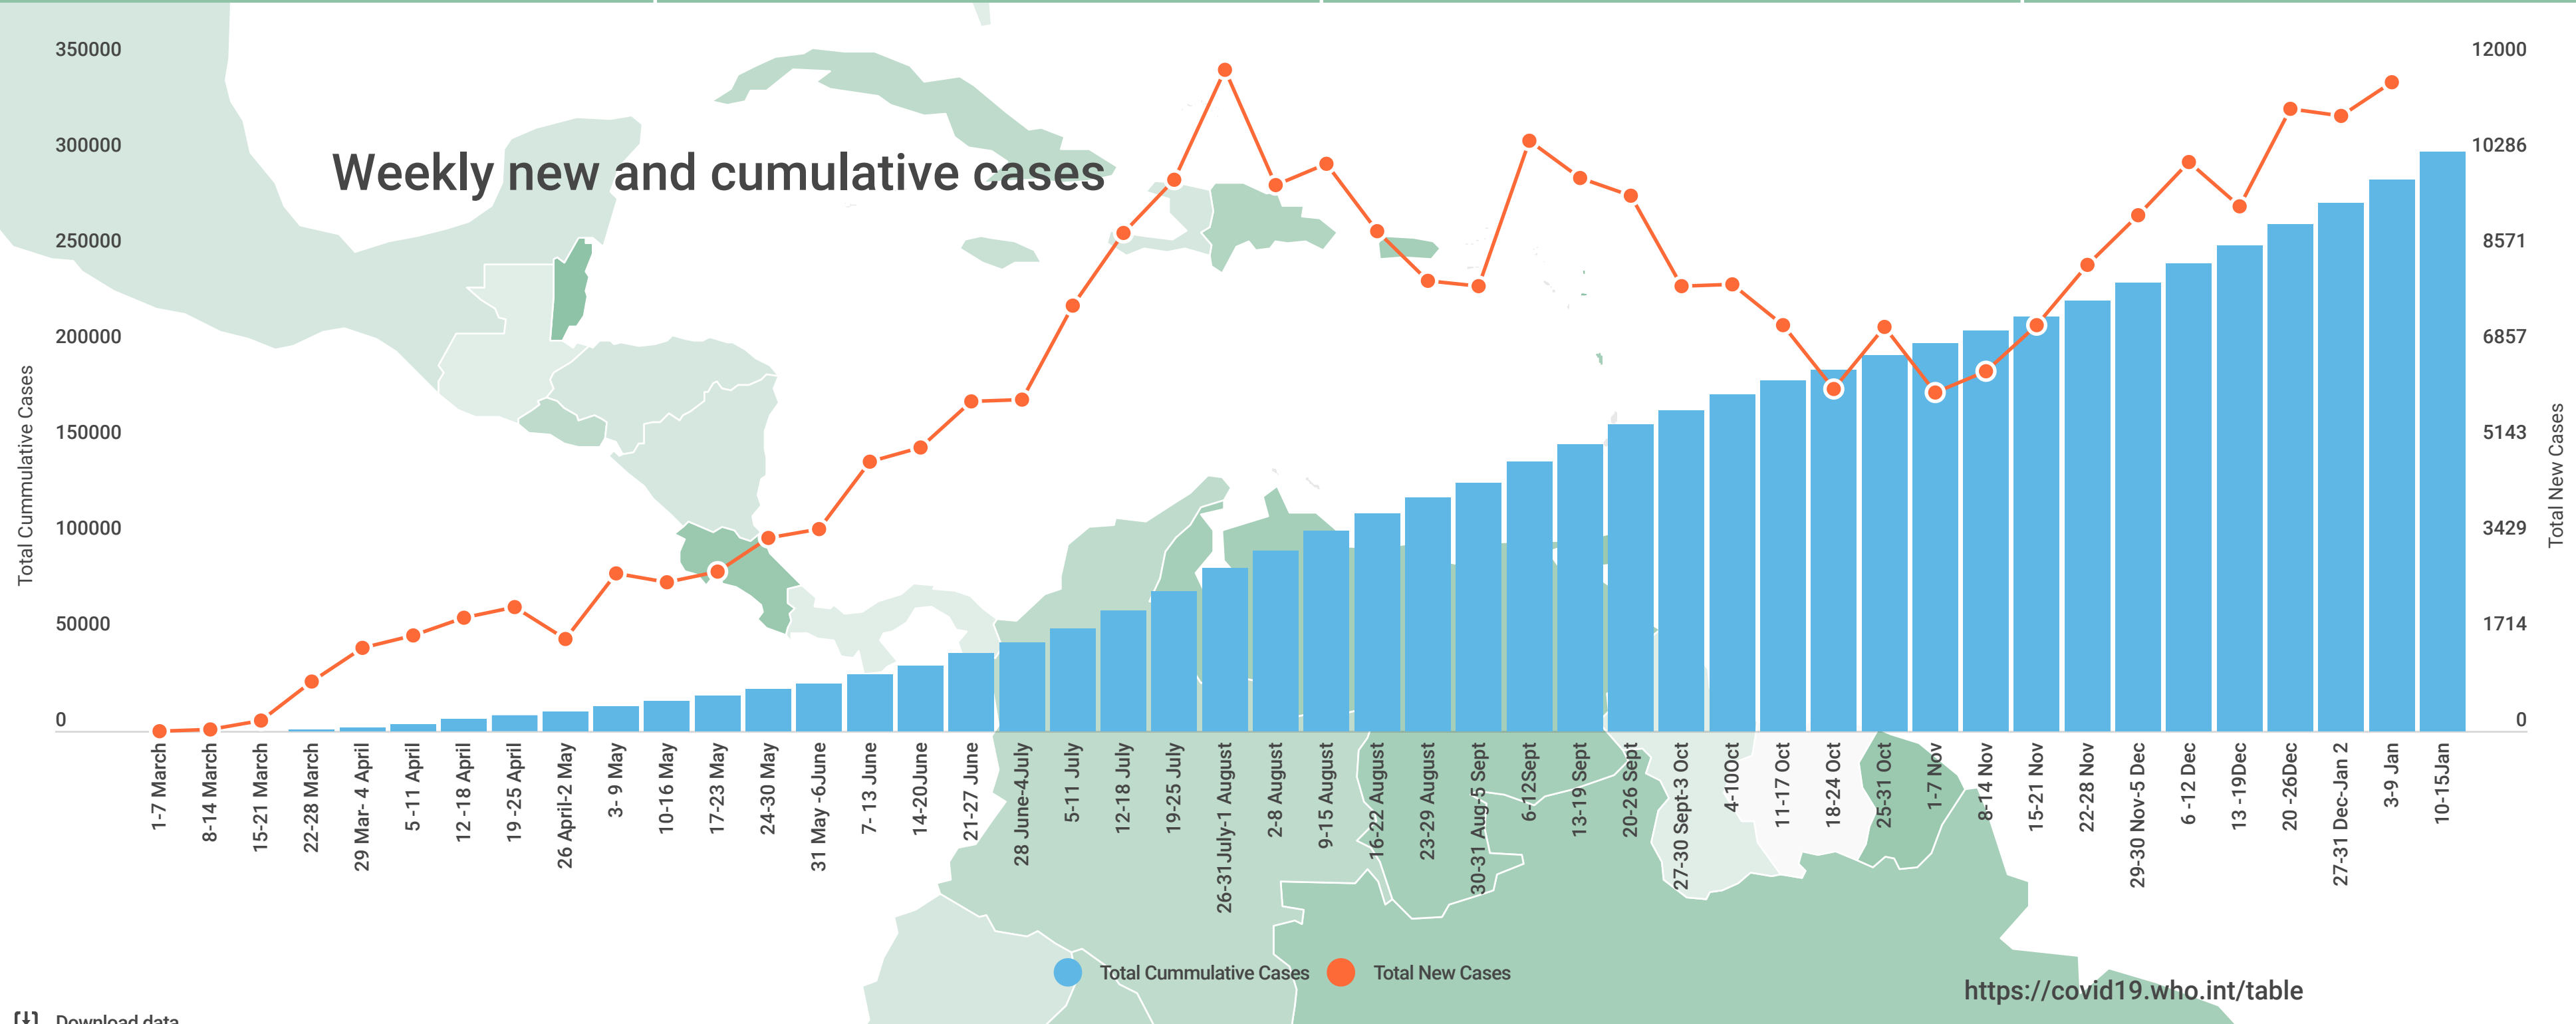 Weekly new and cumulative cases
Total Cummulative Cases
350000
300000
250000
200000
150000
100000
50000
0
12000
10286
8571
6857
5143
3429
1714
0
Total New Cases
1-7 March
8-14 March
15-21 March
22-28 March
29 Mar- 4 April
5 -11 April
12 -18 April
19 -25 April
26 April-2 May
3- 9 May
10-16 May
17-23 May
24-30 May
31 May -6June
7- 13 June
14-20June
21-27 June
28 June-4July
5-11 July
12-18 July
19-25 July
26-31 July-1 August
2-8 August
9-15 August
16-22 August
23-29 August
30-31 Aug-5 Sept
6-12Sept
13-19 Sept
20-26 Sept
27-30 Sept-3 Oct
4-10Oct
11-17 Oct
18-24 Oct
25-31 Oct
1-7 Nov
8-14 Nov
15-21 Nov
22-28 Nov
29-30 Nov-5 Dec
6 -12 Dec
13 -19Dec
20 -26Dec
27-31 Dec-Jan 2
3-9 Jan
10-15Jan
Total Cummulative Cases
Total New Cases
https://covid19.who.int/table
Download data